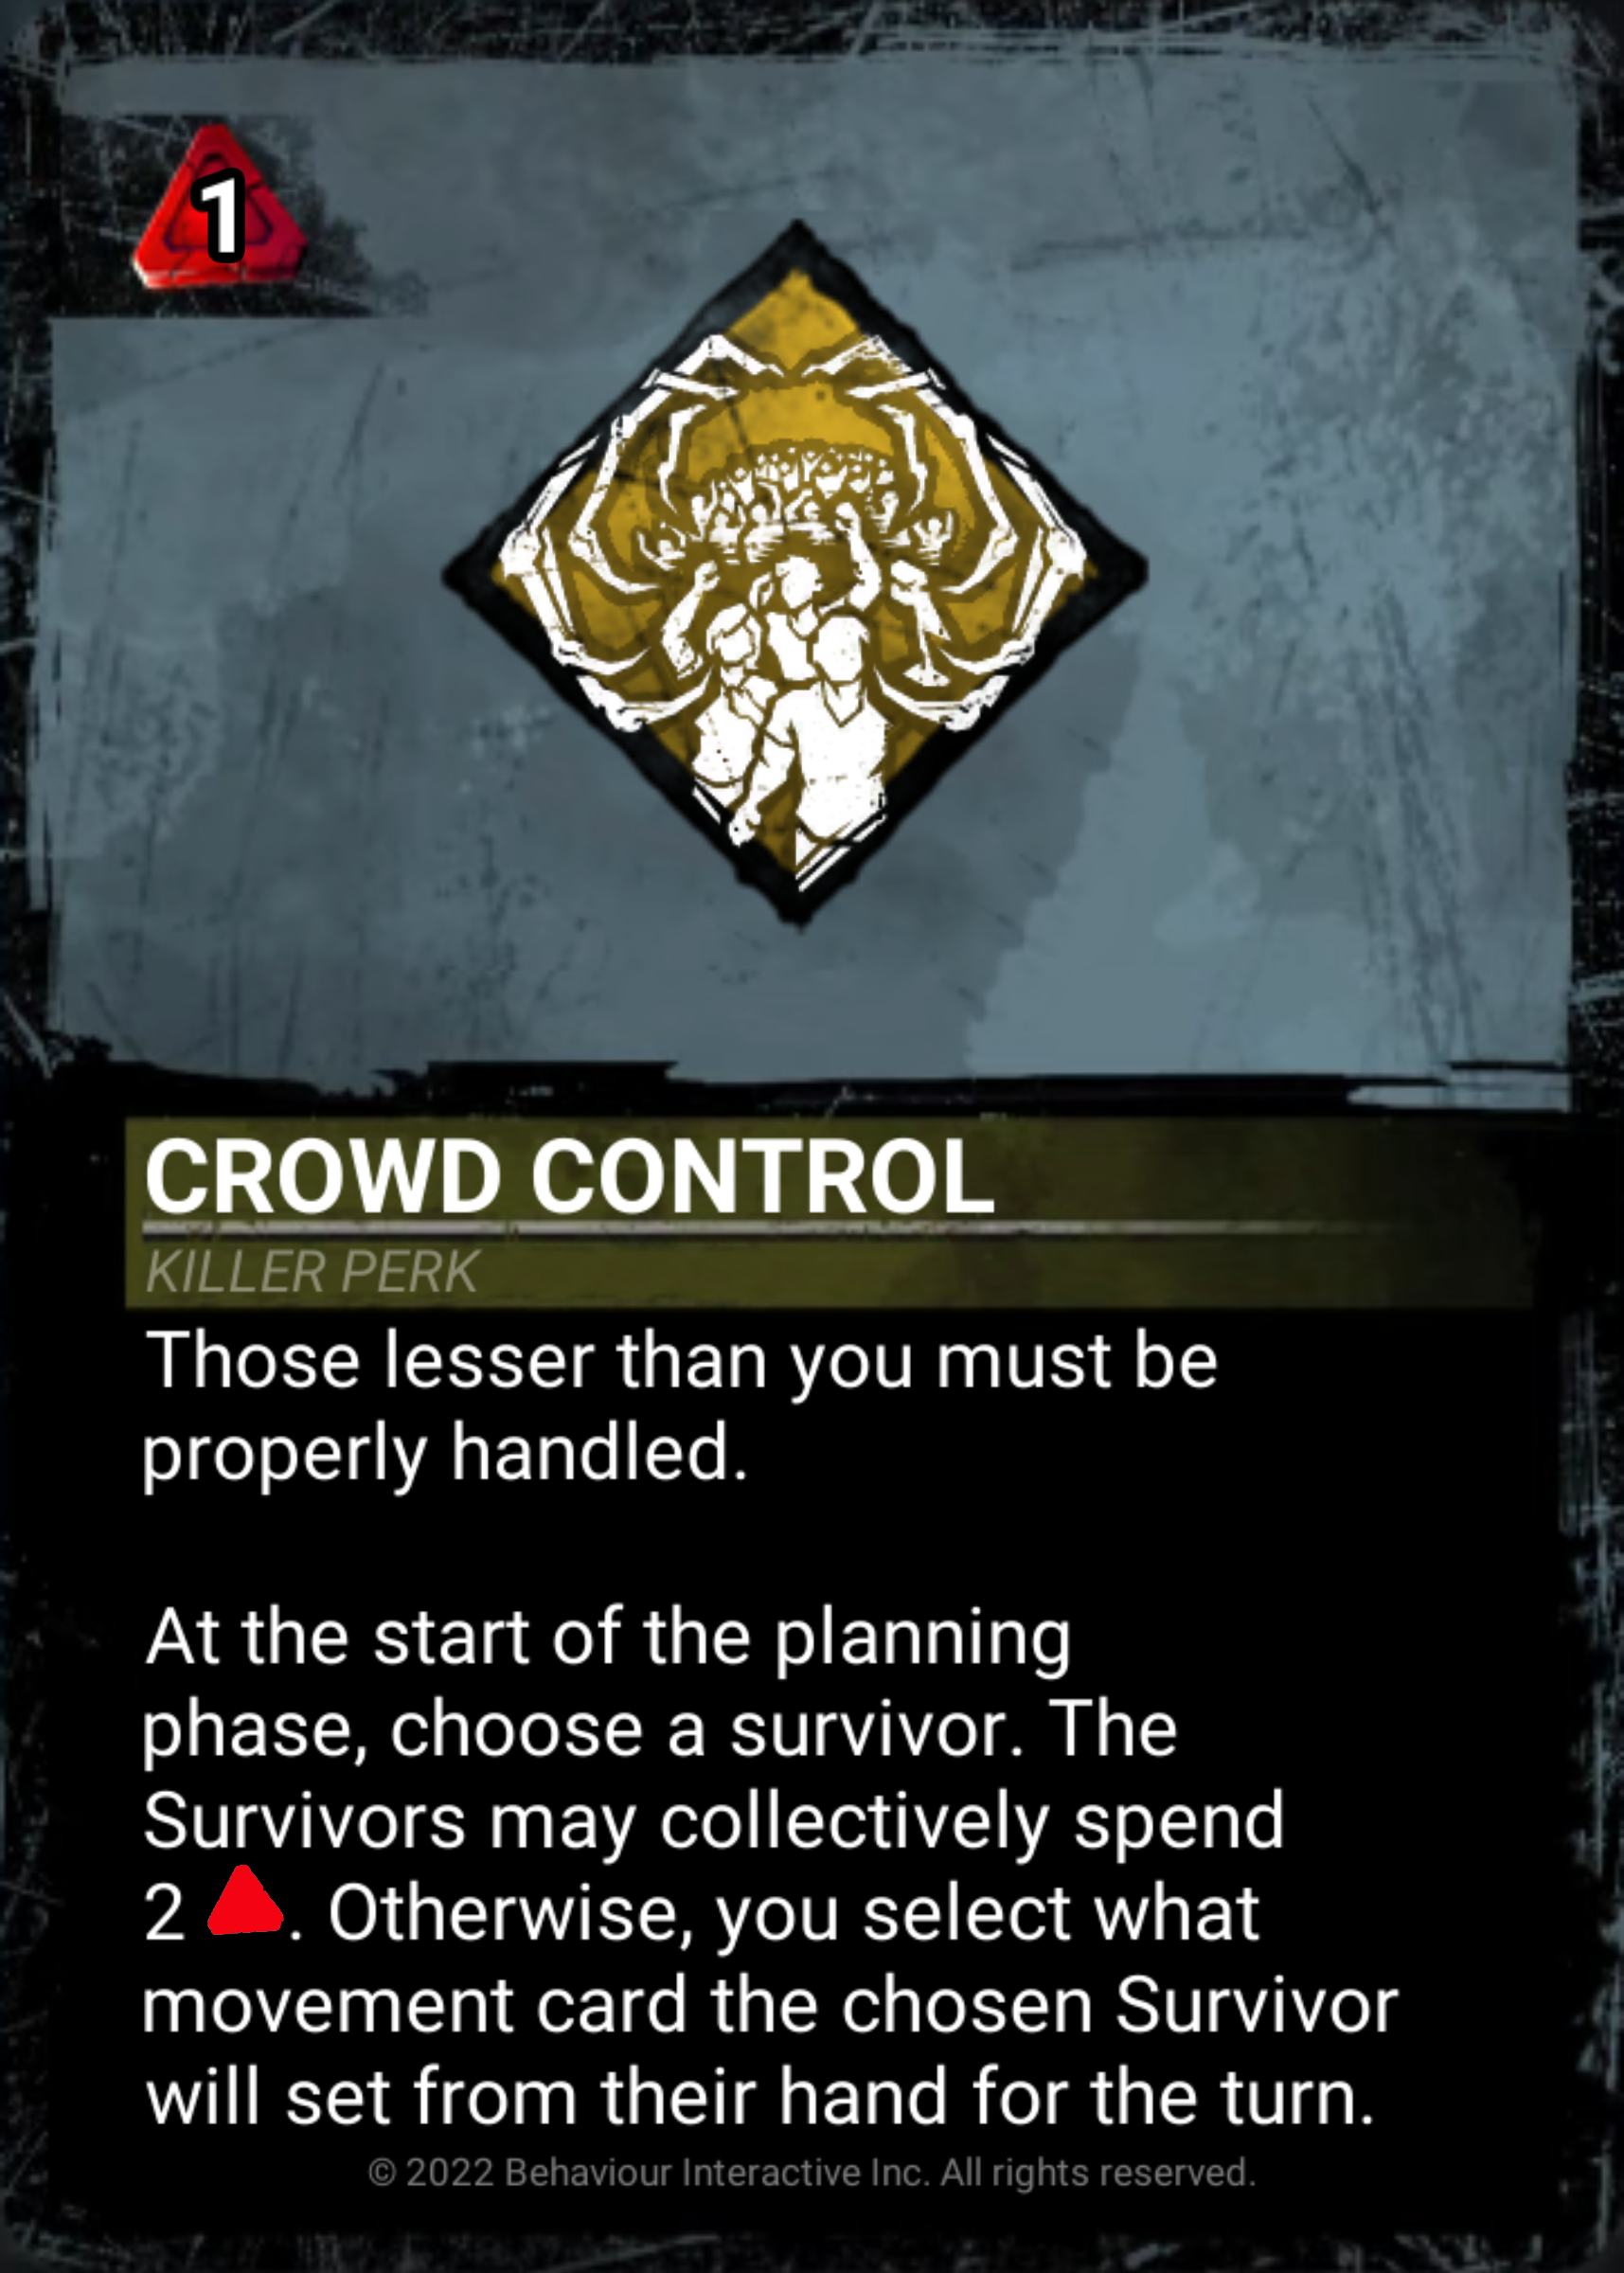 1
CROWD CONTROL
KILLER PERK
Those lesser than you must be
properly handled.
At the start of the planning
phase, choose a survivor. The
Survivors may collectively spend
2 . Otherwise, you select what
movement card the chosen Survivor
will set from their hand for the turn.
© 2022 Behaviour Interactive Inc. All rights reserved.